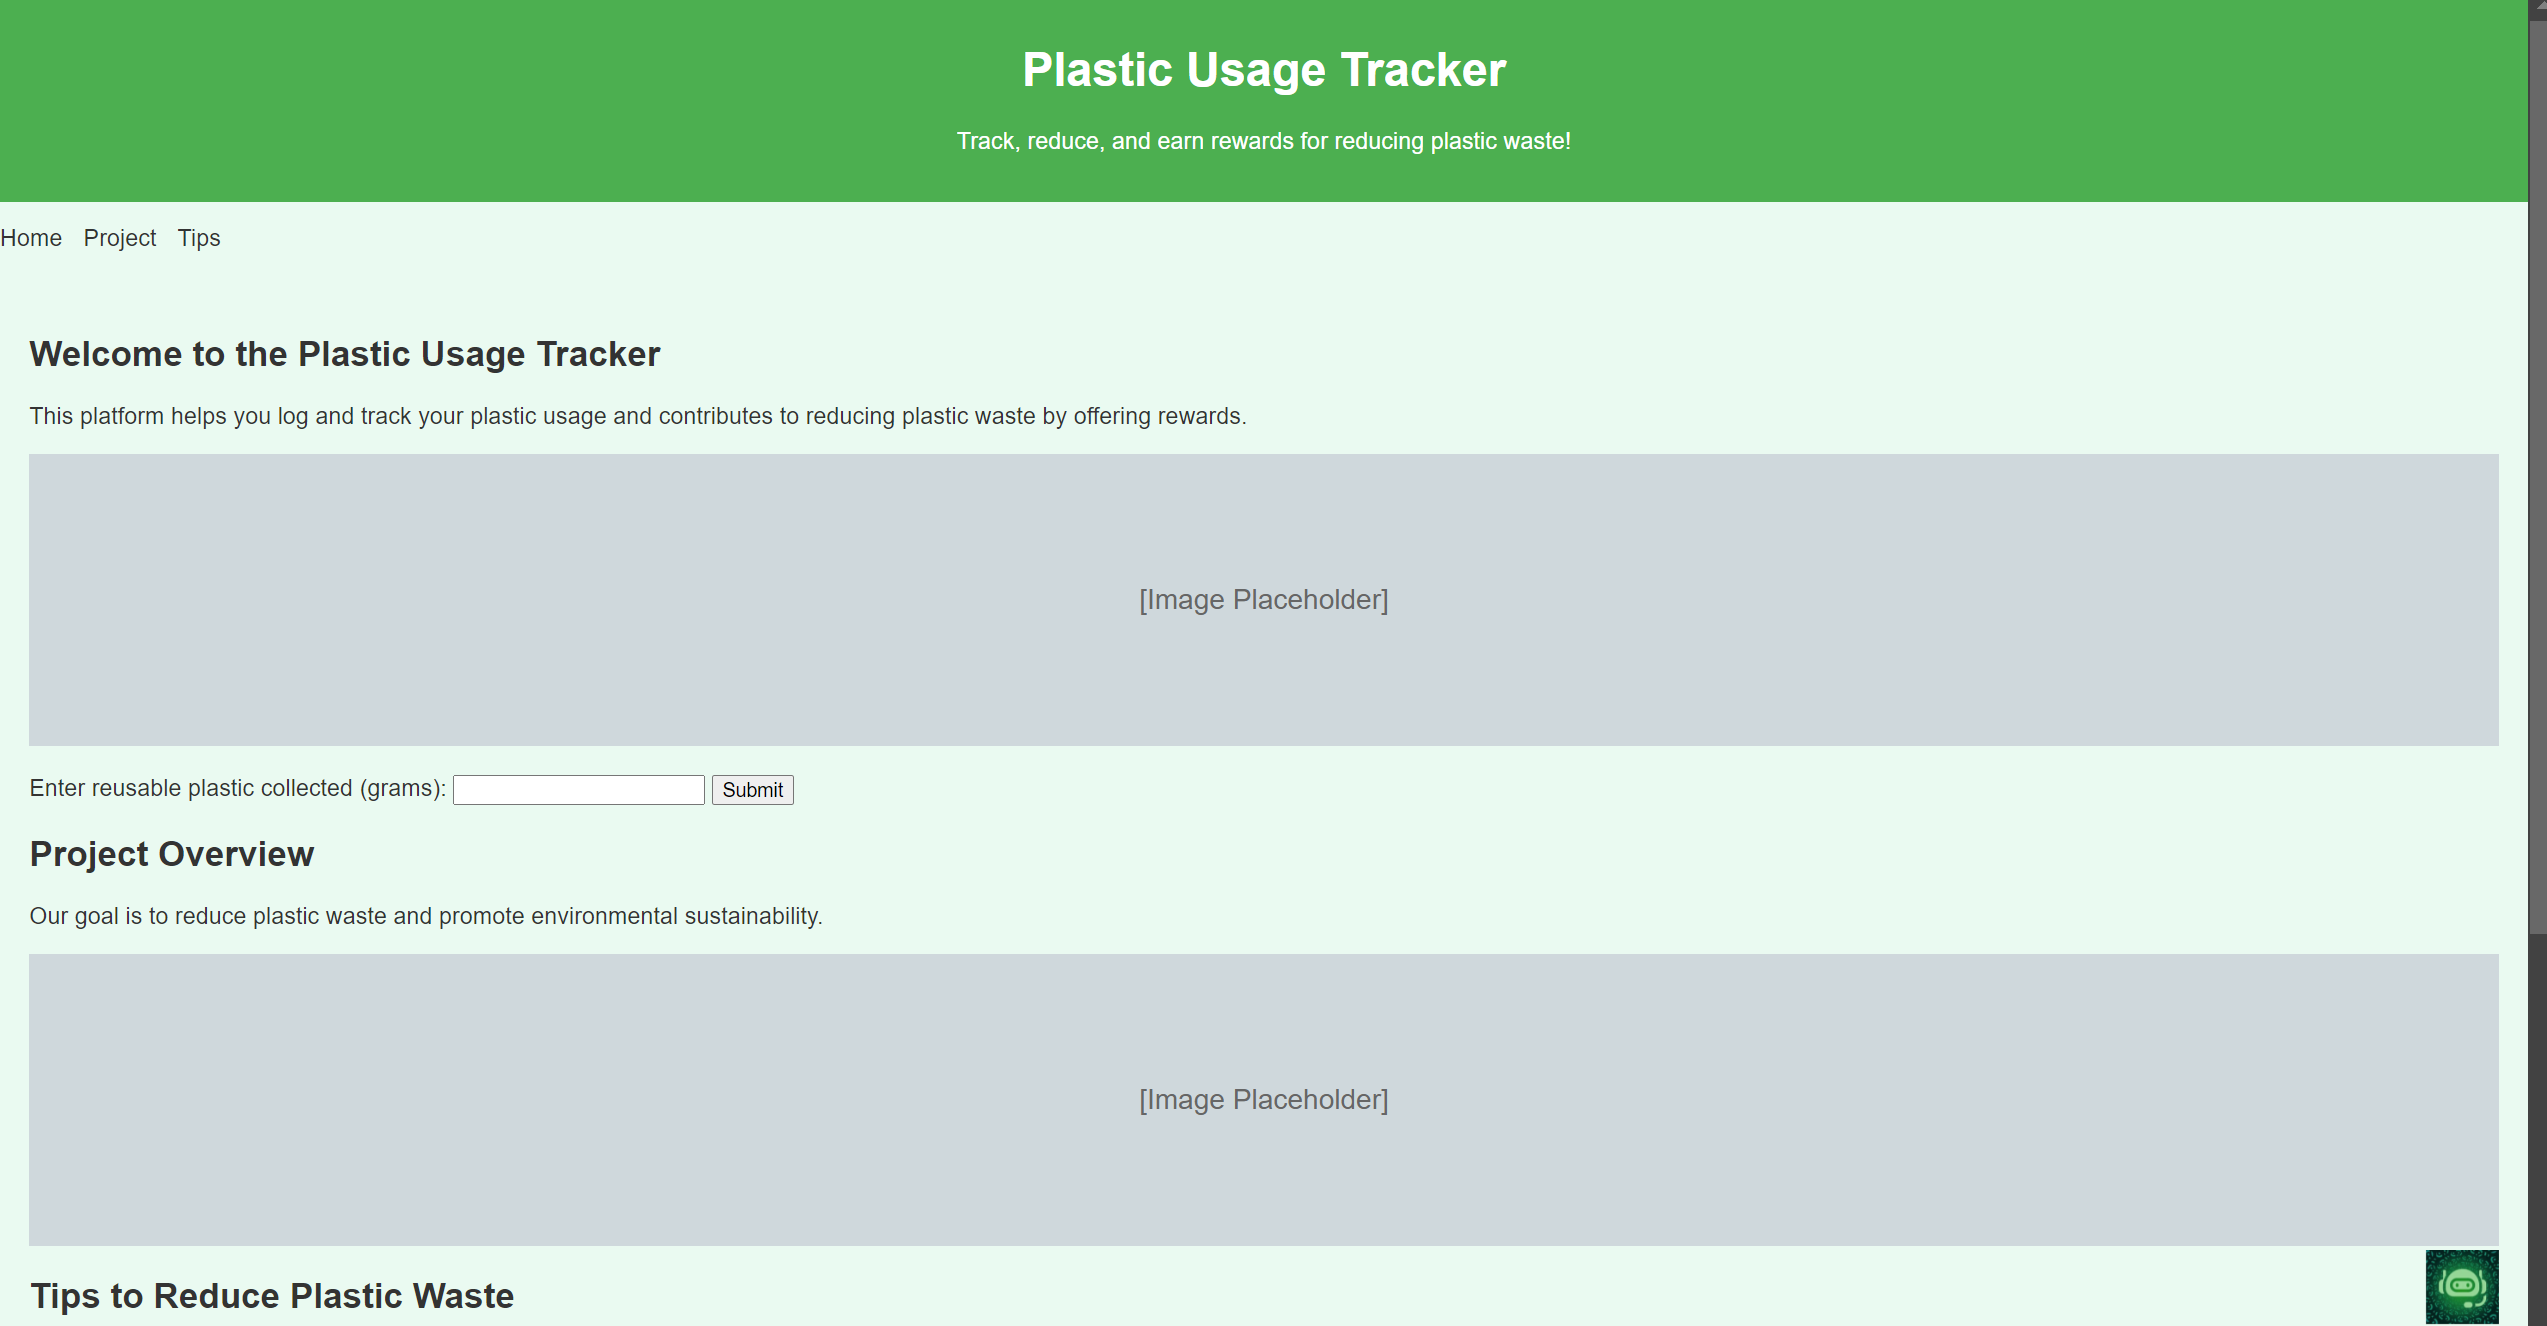 Plastic Usage Tracker
Track, reduce, and earn rewards for reducing plastic waste!
Home Project Tips
Welcome to the Plastic Usage Tracker
This platform helps you log and track your plastic usage and contributes to reducing plastic waste by offering rewards.
[Image Placeholder]
Enter reusable plastic collected (grams): Submit
Project Overview
Our goal is to reduce plastic waste and promote environmental sustainability.
[Image Placeholder]
Tips to Reduce Plastic Waste